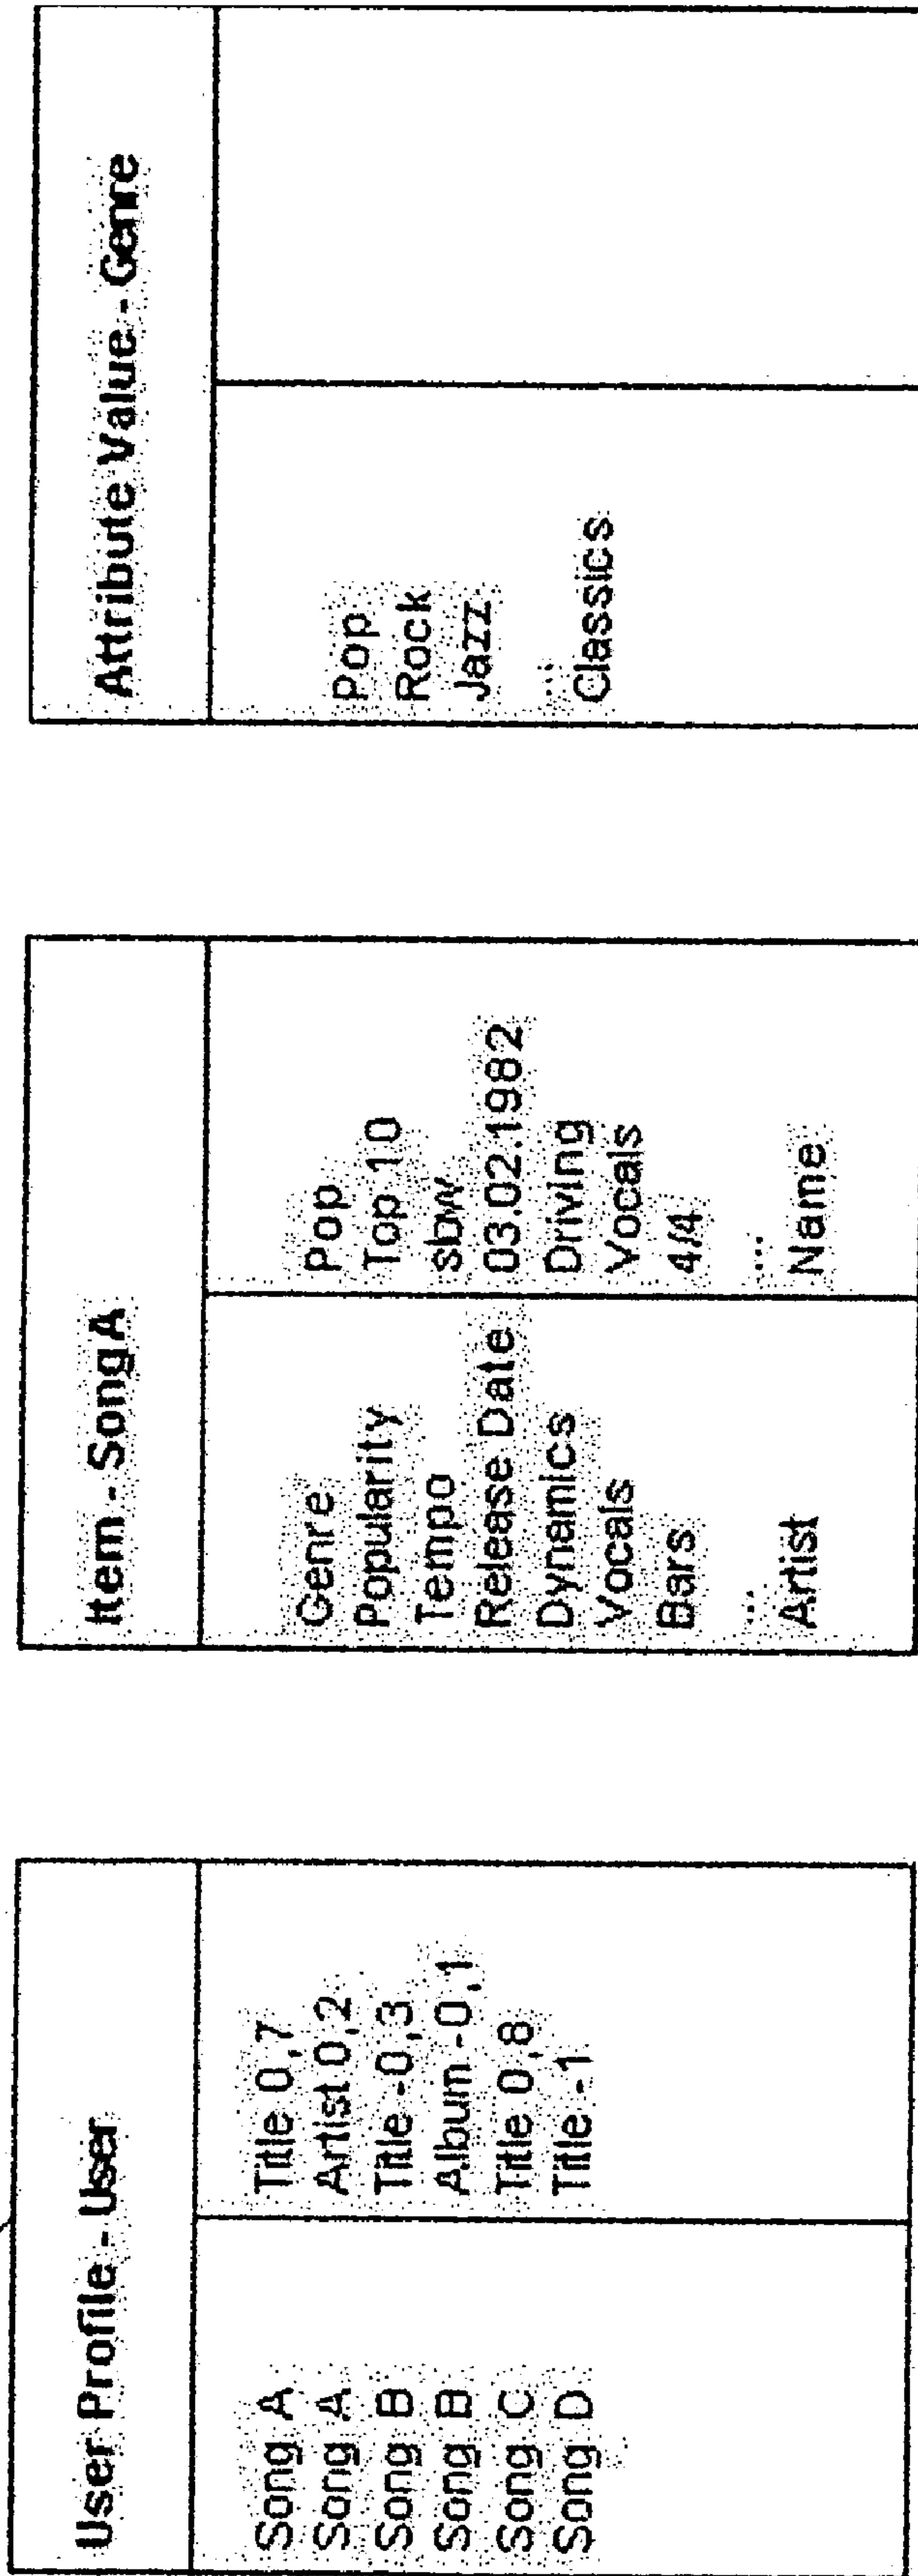 User Profile - User
Song A Title 0,7
Song A Artist 0,2
Song B Title -0,3
Song B Album -0,1
Song C Title 0,8
Song D Title -1
Item - Song A
Genre Pop
Popularity Top 10
Tempo slow
Release Date 03.02.1982
Dynamics Driving
Vocals Vocals
Bars 4/4
... ...
Artist Name
Attribute Value - Genre
Pop
Rock
Jazz
...
Classics